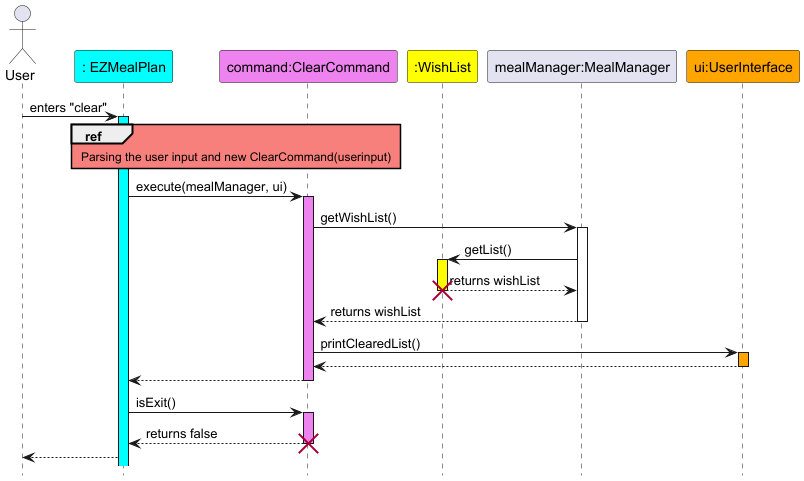 User
: EZMealPlan
command:ClearCommand
:WishList
mealManager:MealManager
ui:UserInterface
enters "clear"
ref
Parsing the user input and new ClearCommand(userinput)
execute(mealManager, ui)
getWishList()
getList()
returns wishList
returns wishList
printClearedList()
isExit()
returns false